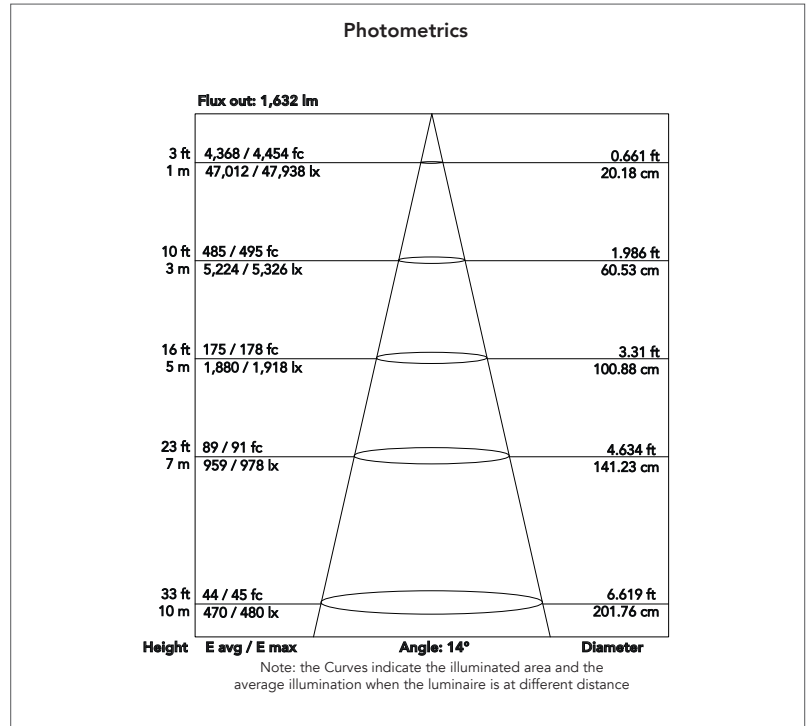 Photometrics
Flux out: 1,632 lm
3 ft 4,368 / 4,454 fc 0.661 ft
1 m 47,012 / 47,938 lx 20.18 cm
10 ft 485 / 495 fc 1.986 ft
3 m 5,224 / 5,326 lx 60.53 cm
16 ft 175 / 178 fc 3.31 ft
5 m 1,880 / 1,918 lx 100.88 cm
23 ft 89 / 91 fc 4.634 ft
7 m 959 / 978 lx 141.23 cm
33 ft 44 / 45 fc 6.619 ft
10 m 470 / 480 lx 201.76 cm
Height E avg / E max Angle: 14° Diameter
Note: the Curves indicate the illuminated area and the
average illumination when the luminaire is at different distance